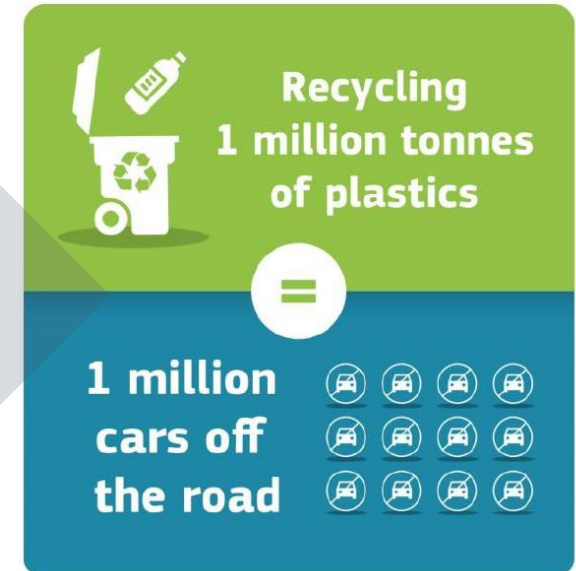 Recycling
1 million tonnes
of plastics
=
1 million
cars off
the road